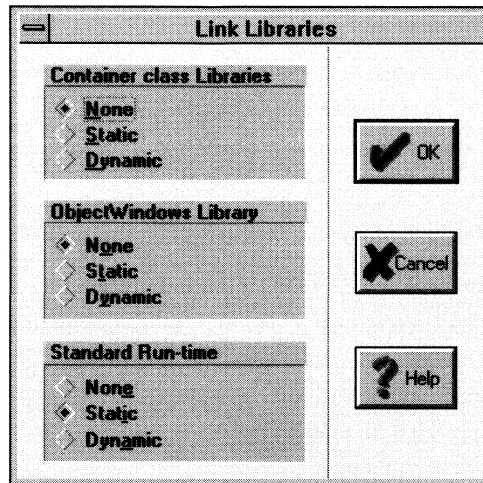 Link Libraries
Container class Libraries
None
Static
Dynamic
ObjectWindows Library
None
Static
Dynamic
Standard Run-time
None
Static
Dynamic
OK
Cancel
Help